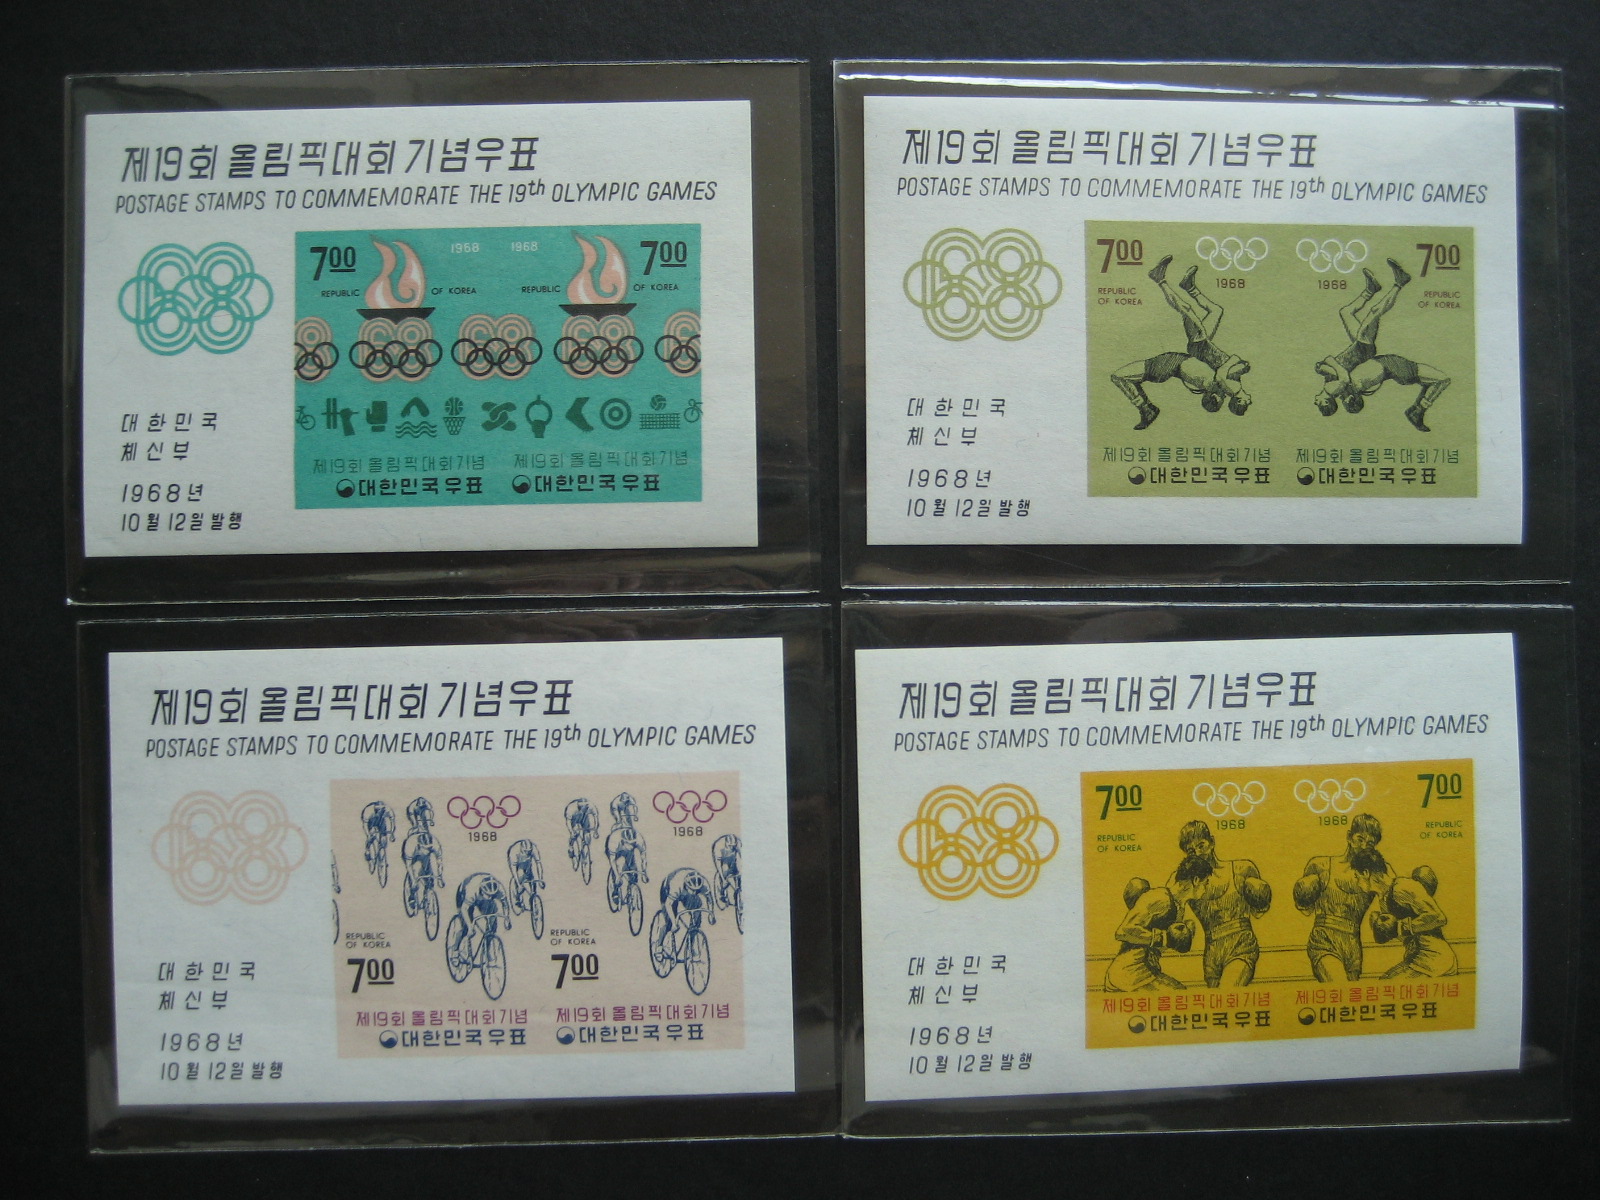 제19회 올림픽대회 기념우표
POSTAGE STAMPS TO COMMEMORATE THE 19th OLYMPIC GAMES
700 1968 1968 700
REPUBLIC OF KOREA REPUBLIC OF KOREA
대한민국
체신부
1968년
10월 12일 발행
제19회 올림픽대회기념 제19회 올림픽대회기념
대한민국우표 대한민국우표
제19회 올림픽대회 기념우표
POSTAGE STAMPS TO COMMEMORATE THE 19th OLYMPIC GAMES
700 700
1968 1968
REPUBLIC REPUBLIC
OF KOREA OF KOREA
대한민국
체신부
1968년
10월 12일 발행
제19회 올림픽대회기념 제19회 올림픽대회기념
대한민국우표 대한민국우표
제19회 올림픽대회 기념우표
POSTAGE STAMPS TO COMMEMORATE THE 19th OLYMPIC GAMES
1968 1968
REPUBLIC REPUBLIC
OF KOREA OF KOREA
700 700
대한민국
체신부
1968년
10월 12일 발행
제19회 올림픽대회기념 제19회 올림픽대회기념
대한민국우표 대한민국우표
제19회 올림픽대회 기념우표
POSTAGE STAMPS TO COMMEMORATE THE 19th OLYMPIC GAMES
700 700
1968 1968
REPUBLIC REPUBLIC
OF KOREA OF KOREA
대한민국
체신부
1968년
10월 12일 발행
제19회 올림픽대회기념 제19회 올림픽대회기념
대한민국우표 대한민국우표